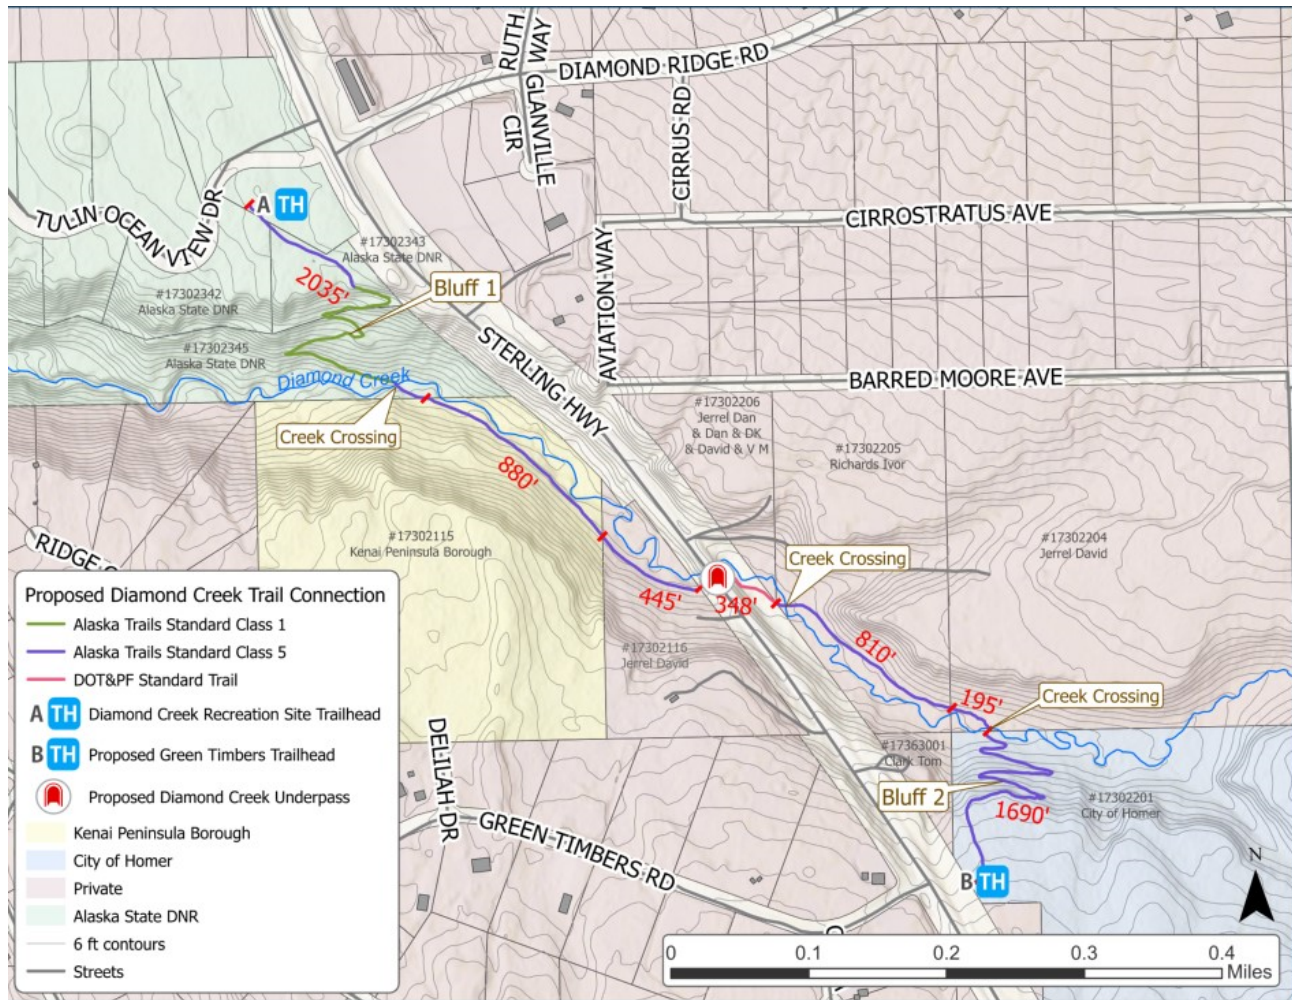 RUTH
WAY
GLANVILLE
CIR
DIAMOND RIDGE RD
CIRRUS RD
TULIN OCEAN VIEW DR
A TH
CIRROSTRATUS AVE
#17302343
Alaska State DNR
2035'
Bluff 1
#17302342
Alaska State DNR
AVIATION WAY
STERLING HWY
#17302345
Alaska State DNR
Diamond Creek
BARRED MOORE AVE
#17302206
Jerrel Dan
& Dan & DK
& David & V M
Creek Crossing
#17302205
Richards Ivor
880'
#17302115
Kenai Peninsula Borough
#17302204
Jerrel David
RIDGE
Creek Crossing
445'
348'
810'
#17302116
Jerrel David
195'
Creek Crossing
#17363001
Clark Tom
Bluff 2
#17302201
City of Homer
1690'
DELILAH DR
GREEN TIMBERS RD
B TH
N
Proposed Diamond Creek Trail Connection
Alaska Trails Standard Class 1
Alaska Trails Standard Class 5
DOT&PF Standard Trail
A TH Diamond Creek Recreation Site Trailhead
B TH Proposed Green Timbers Trailhead
Proposed Diamond Creek Underpass
Kenai Peninsula Borough
City of Homer
Private
Alaska State DNR
6 ft contours
Streets
0 0.1 0.2 0.3 0.4
Miles